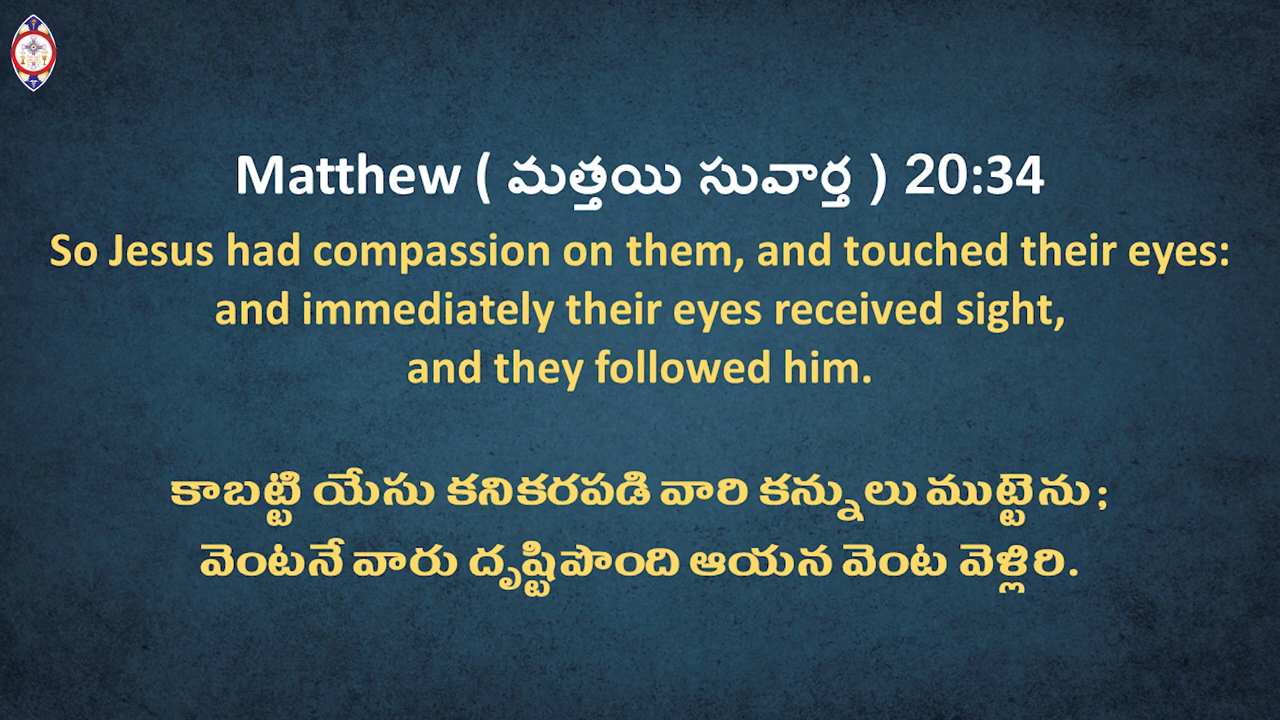 Matthew ( మత్తయి సువార్త ) 20:34
So Jesus had compassion on them, and touched their eyes:
and immediately their eyes received sight,
and they followed him.
కాబట్టి యేసు కనికరపడి వారి కన్నులు ముట్టెను;
వెంటనే వారు దృష్టిపొంది ఆయన వెంట వెళ్లిరి.